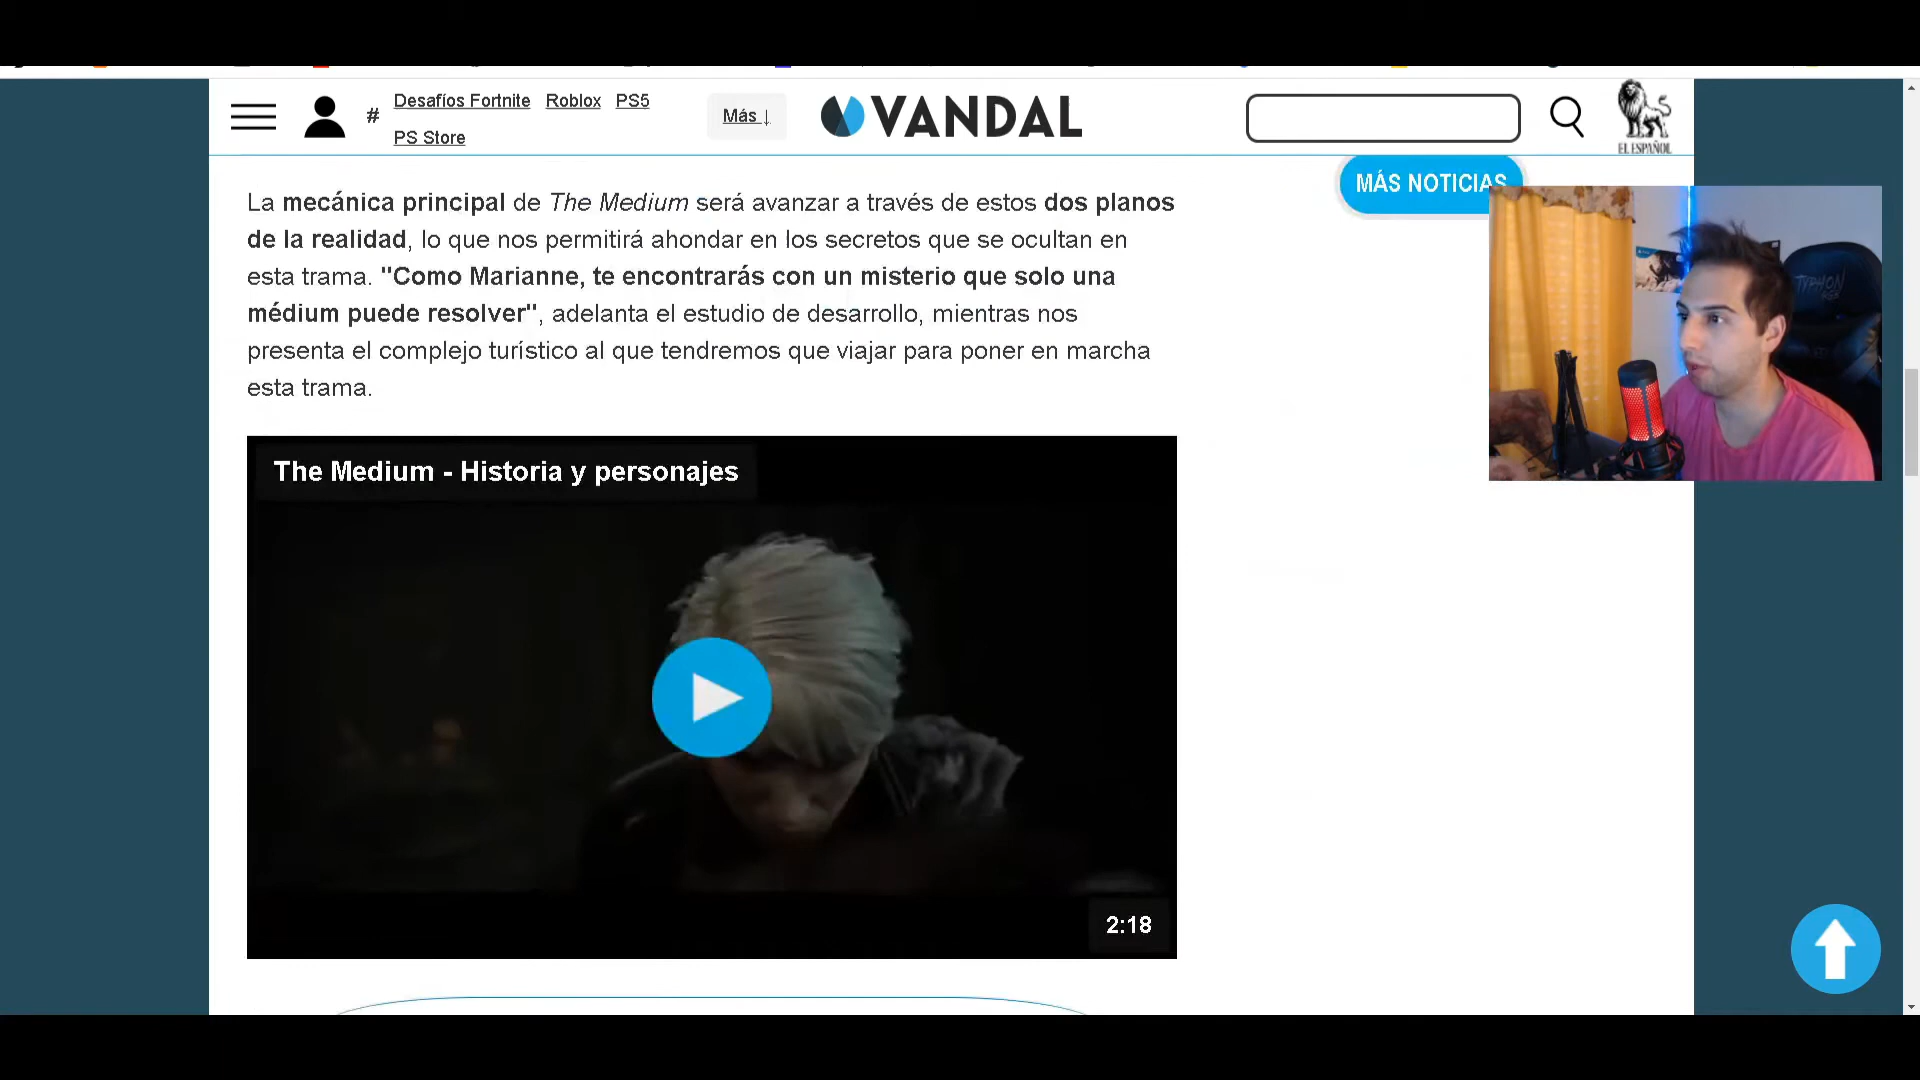 # Desafíos Fortnite Roblox PS5
PS Store
Más ↓
VANDAL
EL ESPAÑOL
MÁS NOTICIAS
La mecánica principal de The Medium será avanzar a través de estos dos planos
de la realidad, lo que nos permitirá ahondar en los secretos que se ocultan en
esta trama. "Como Marianne, te encontrarás con un misterio que solo una
médium puede resolver", adelanta el estudio de desarrollo, mientras nos
presenta el complejo turístico al que tendremos que viajar para poner en marcha
esta trama.
TYPHON
The Medium - Historia y personajes
2:18